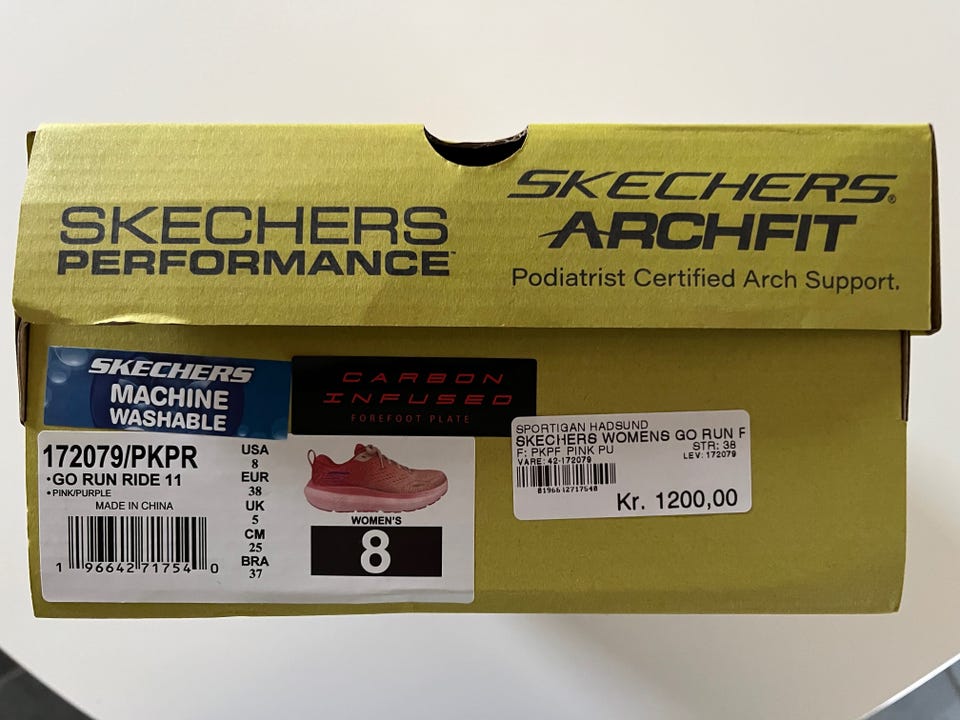 SKECHERS
PERFORMANCE™
SKECHERS®
ARCHFIT
Podiatrist Certified Arch Support.
SKECHERS
MACHINE
WASHABLE
CARBON
INFUSED
FOREFOOT PLATE
172079/PKPR
•GO RUN RIDE 11
•PINK/PURPLE
MADE IN CHINA
1 96642 71754 0
USA
8
EUR
38
UK
5
CM
25
BRA
37
WOMEN'S
8
SPORTIGAN HADSUND
SKECHERS WOMENS GO RUN F
F: PKPF PINK PU STR: 38
VARE: 42-172079 LEV: 172079
Kr. 1200,00